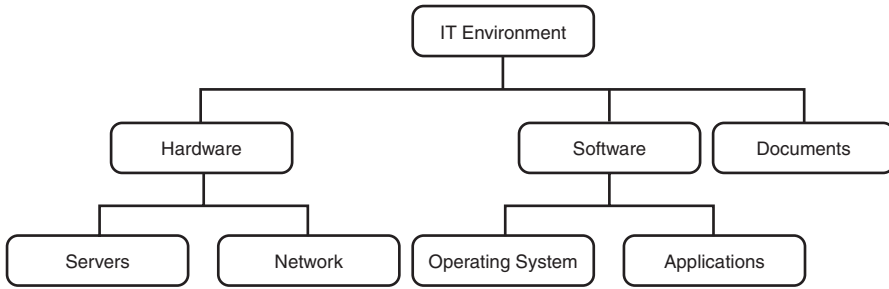 IT Environment
Hardware
Software
Documents
Servers
Network
Operating System
Applications